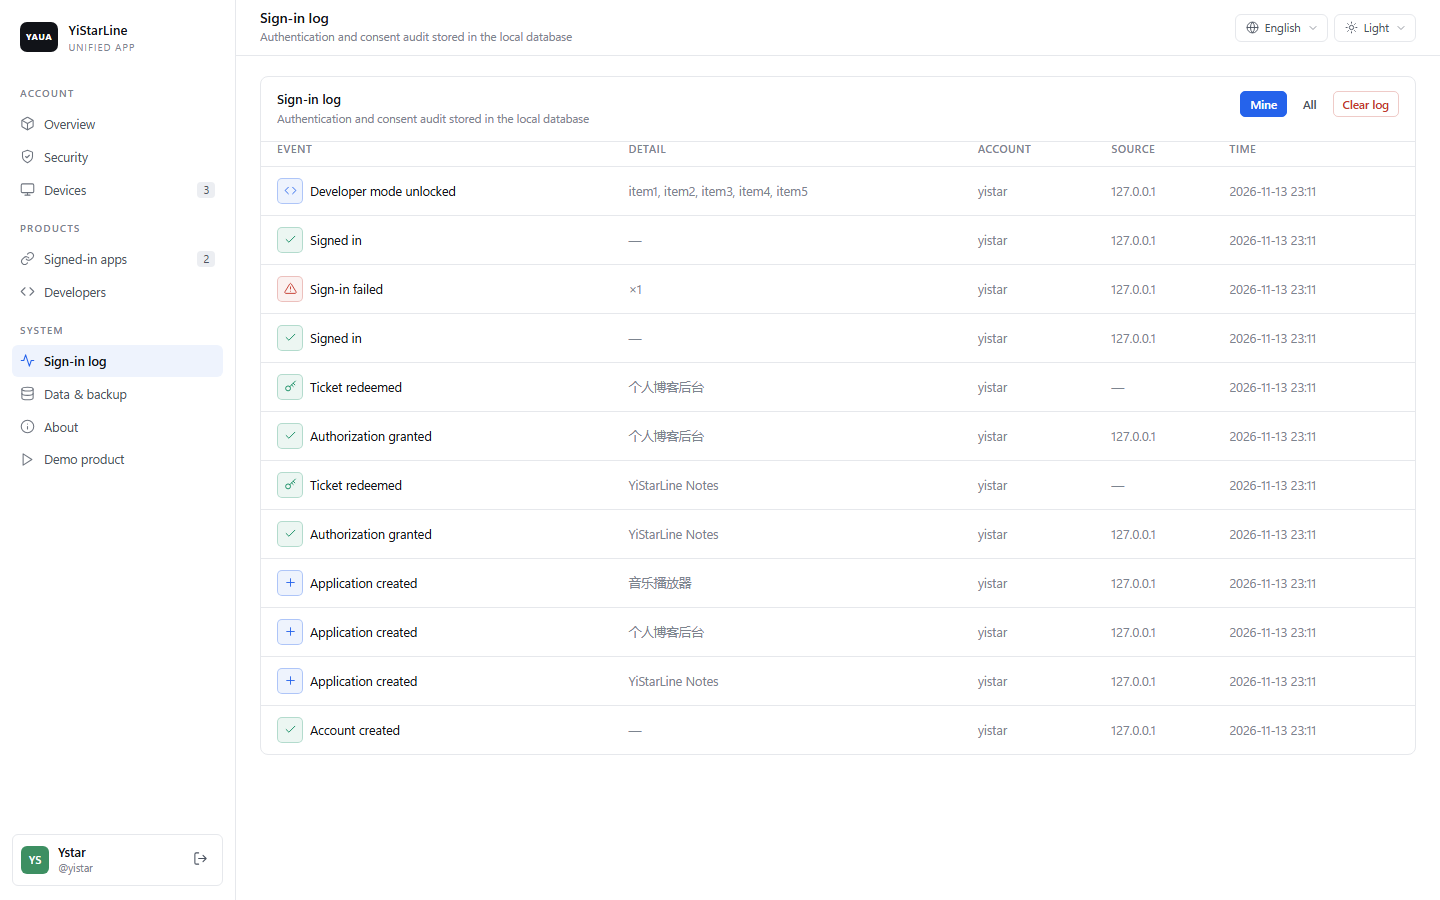 YAUA
YiStarLine
UNIFIED APP
ACCOUNT
Overview
Security
Devices 3
PRODUCTS
Signed-in apps 2
Developers
SYSTEM
Sign-in log
Data & backup
About
Demo product
YS
Ystar
@yistar
Sign-in log
Authentication and consent audit stored in the local database
English
Light
Sign-in log
Authentication and consent audit stored in the local database
Mine All Clear log
EVENT DETAIL ACCOUNT SOURCE TIME
Developer mode unlocked item1, item2, item3, item4, item5 yistar 127.0.0.1 2026-11-13 23:11
Signed in — yistar 127.0.0.1 2026-11-13 23:11
Sign-in failed ×1 yistar 127.0.0.1 2026-11-13 23:11
Signed in — yistar 127.0.0.1 2026-11-13 23:11
Ticket redeemed 个人博客后台 yistar — 2026-11-13 23:11
Authorization granted 个人博客后台 yistar 127.0.0.1 2026-11-13 23:11
Ticket redeemed YiStarLine Notes yistar — 2026-11-13 23:11
Authorization granted YiStarLine Notes yistar 127.0.0.1 2026-11-13 23:11
Application created 音乐播放器 yistar 127.0.0.1 2026-11-13 23:11
Application created 个人博客后台 yistar 127.0.0.1 2026-11-13 23:11
Application created YiStarLine Notes yistar 127.0.0.1 2026-11-13 23:11
Account created — yistar 127.0.0.1 2026-11-13 23:11